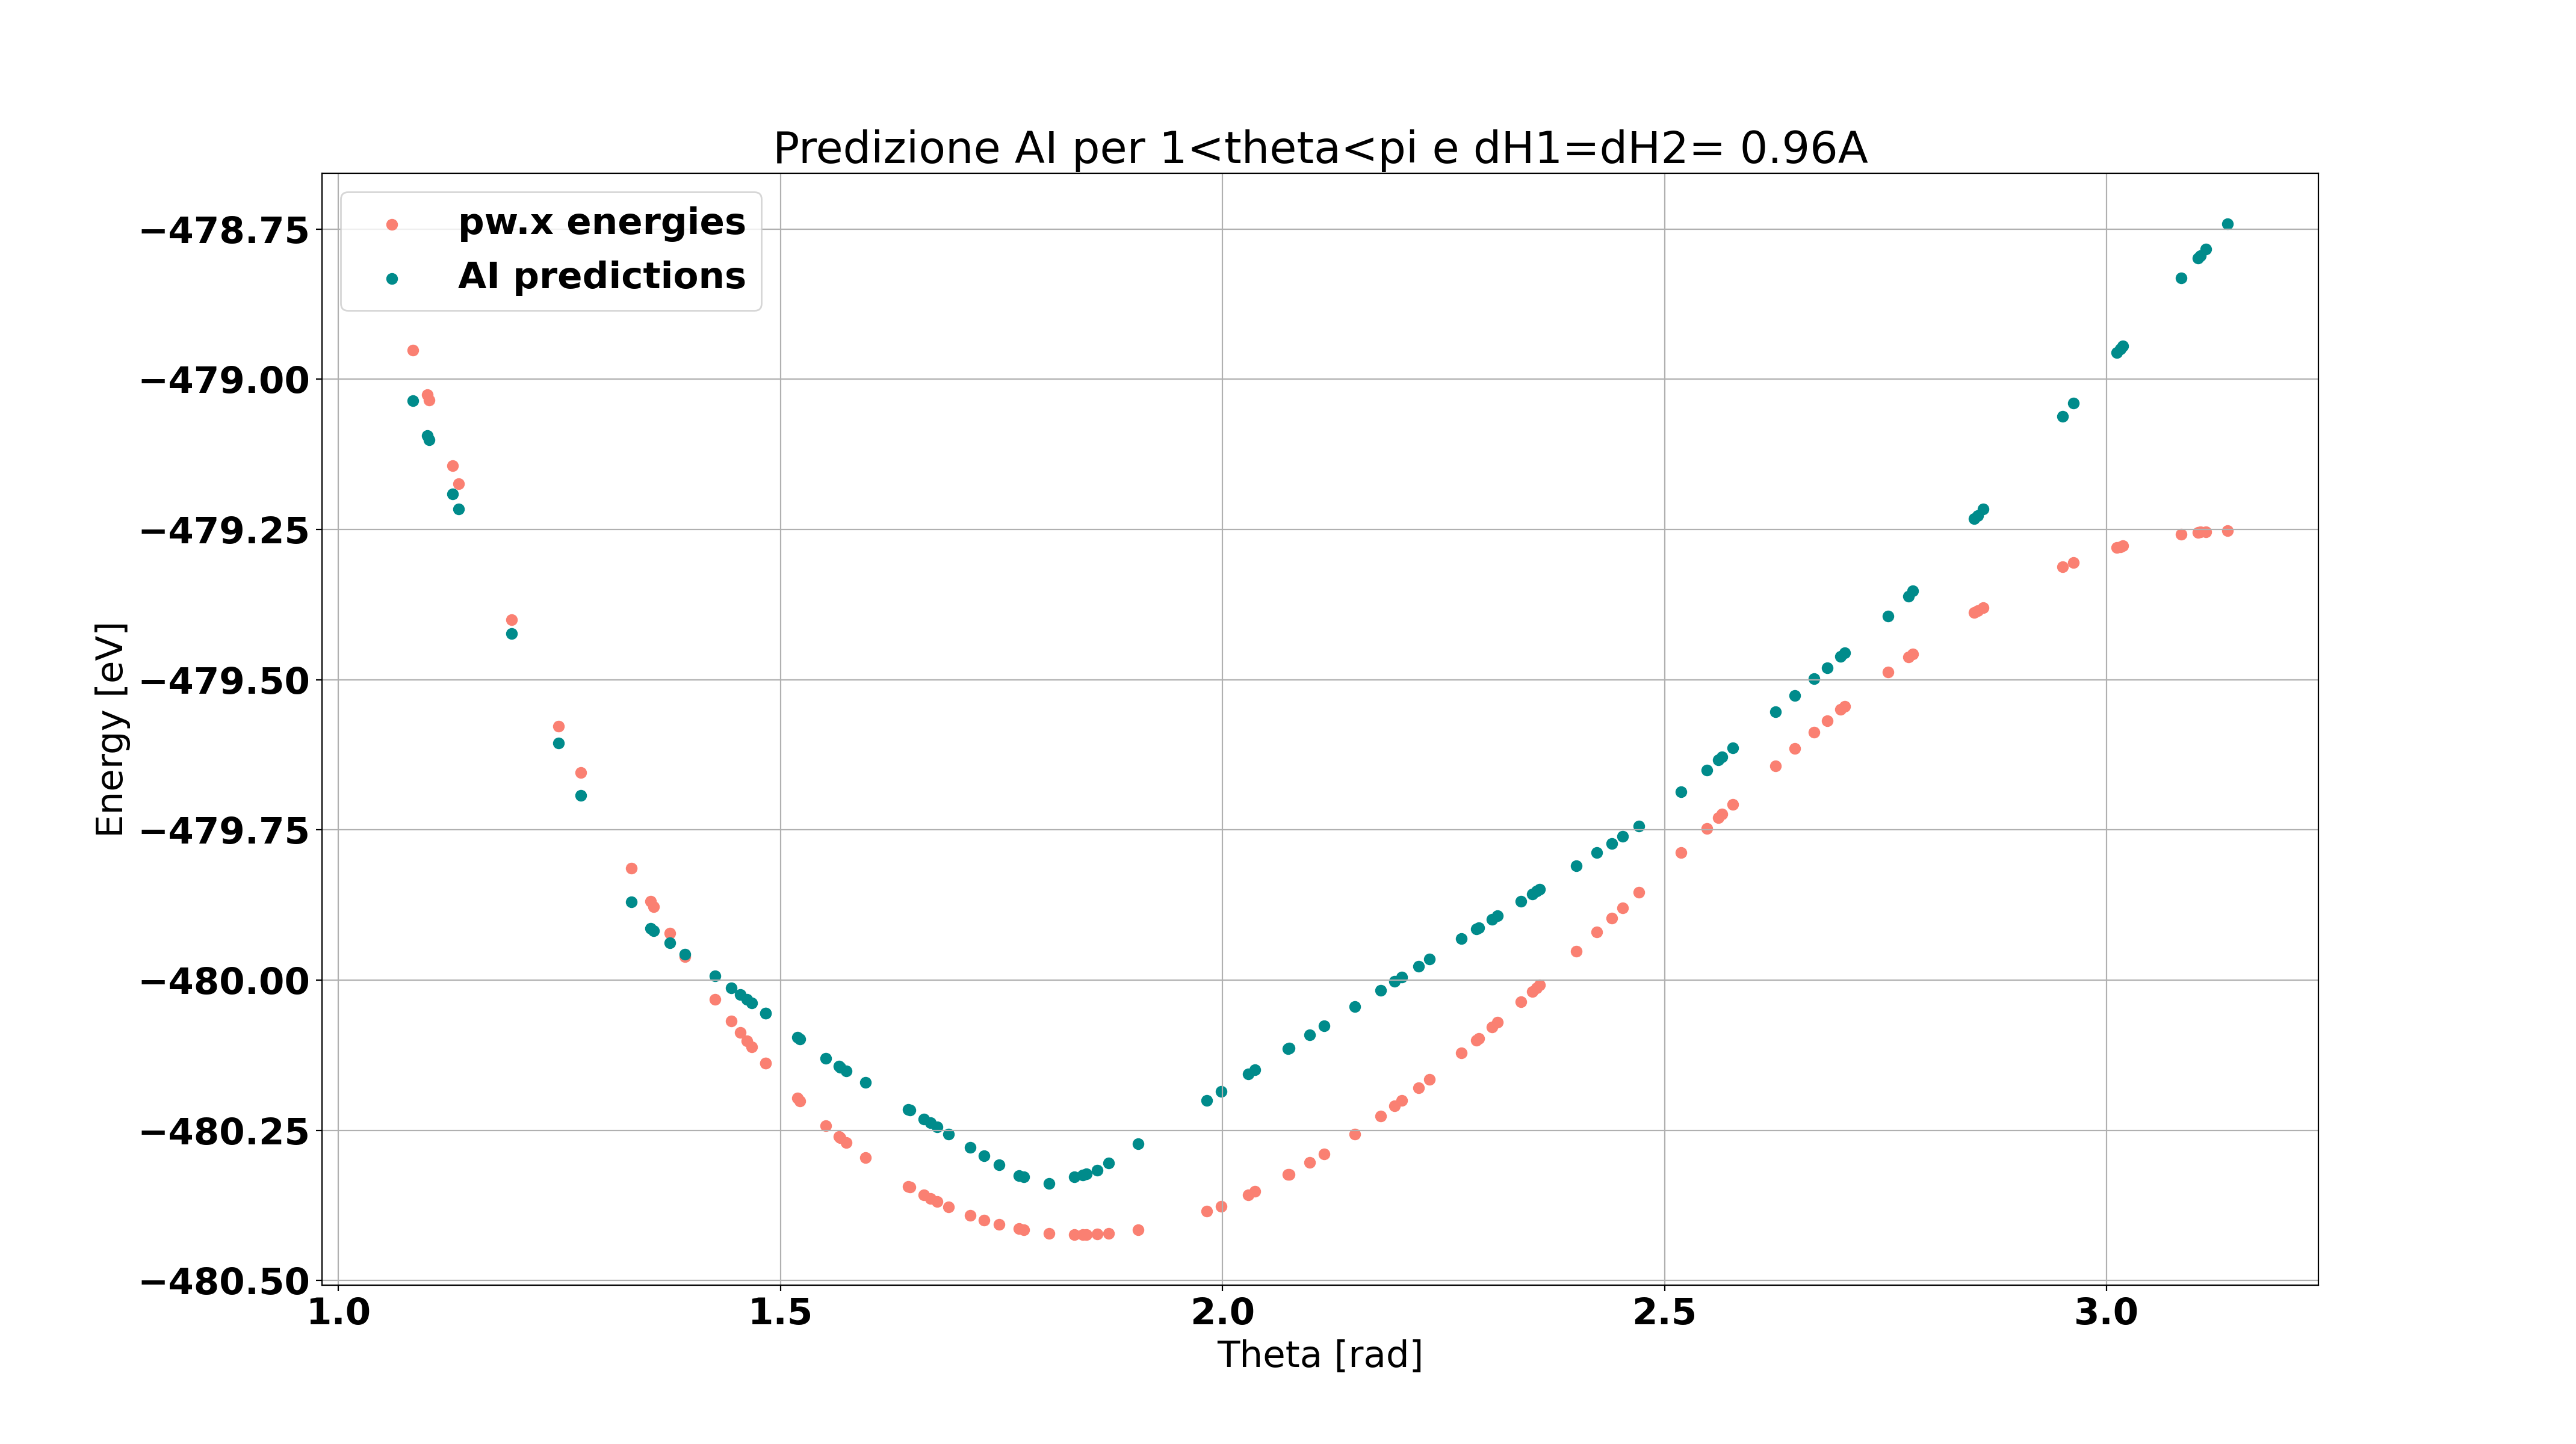 Predizione AI per 1<theta<pi e dH1=dH2= 0.96A
pw.x energies
AI predictions
−478.75
−479.00
−479.25
−479.50
−479.75
−480.00
−480.25
−480.50
Energy [eV]
1.0 1.5 2.0 2.5 3.0
Theta [rad]